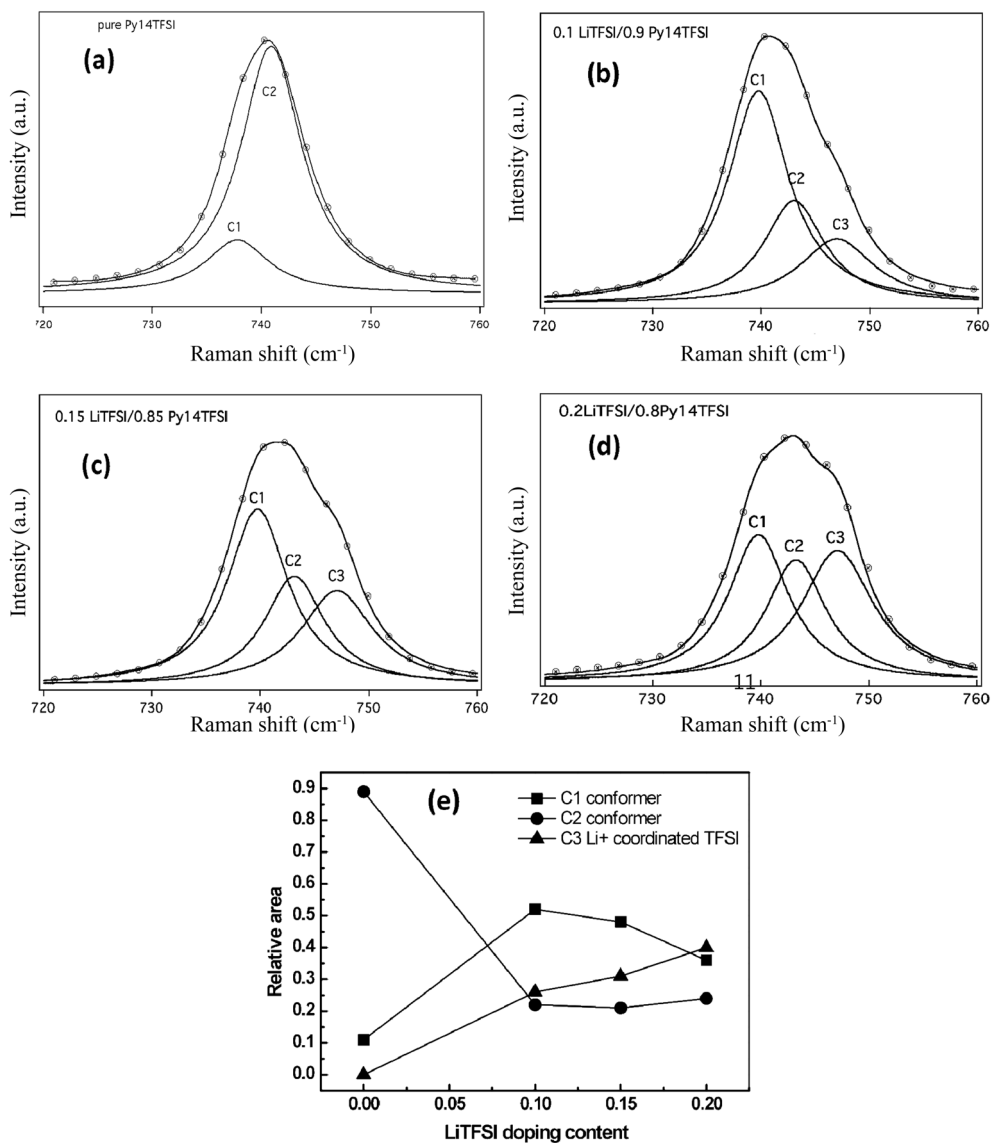 pure Py14TFSI
(a)
C2
C1
Intensity (a.u.)
720 730 740 750 760
Raman shift (cm-1)
0.1 LiTFSI/0.9 Py14TFSI
(b)
C1
C2
C3
Intensity (a.u.)
720 730 740 750 760
Raman shift (cm-1)
0.15 LiTFSI/0.85 Py14TFSI
(c)
C1
C2
C3
Intensity (a.u.)
720 730 740 750 760
Raman shift (cm-1)
0.2LiTFSI/0.8Py14TFSI
(d)
C1
C2
C3
Intensity (a.u.)
11
720 730 740 750 760
Raman shift (cm-1)
(e)
C1 conformer
C2 conformer
C3 Li+ coordinated TFSI
0.9
0.8
0.7
0.6
0.5
0.4
0.3
0.2
0.1
0.0
Relative area
0.00 0.05 0.10 0.15 0.20
LiTFSI doping content